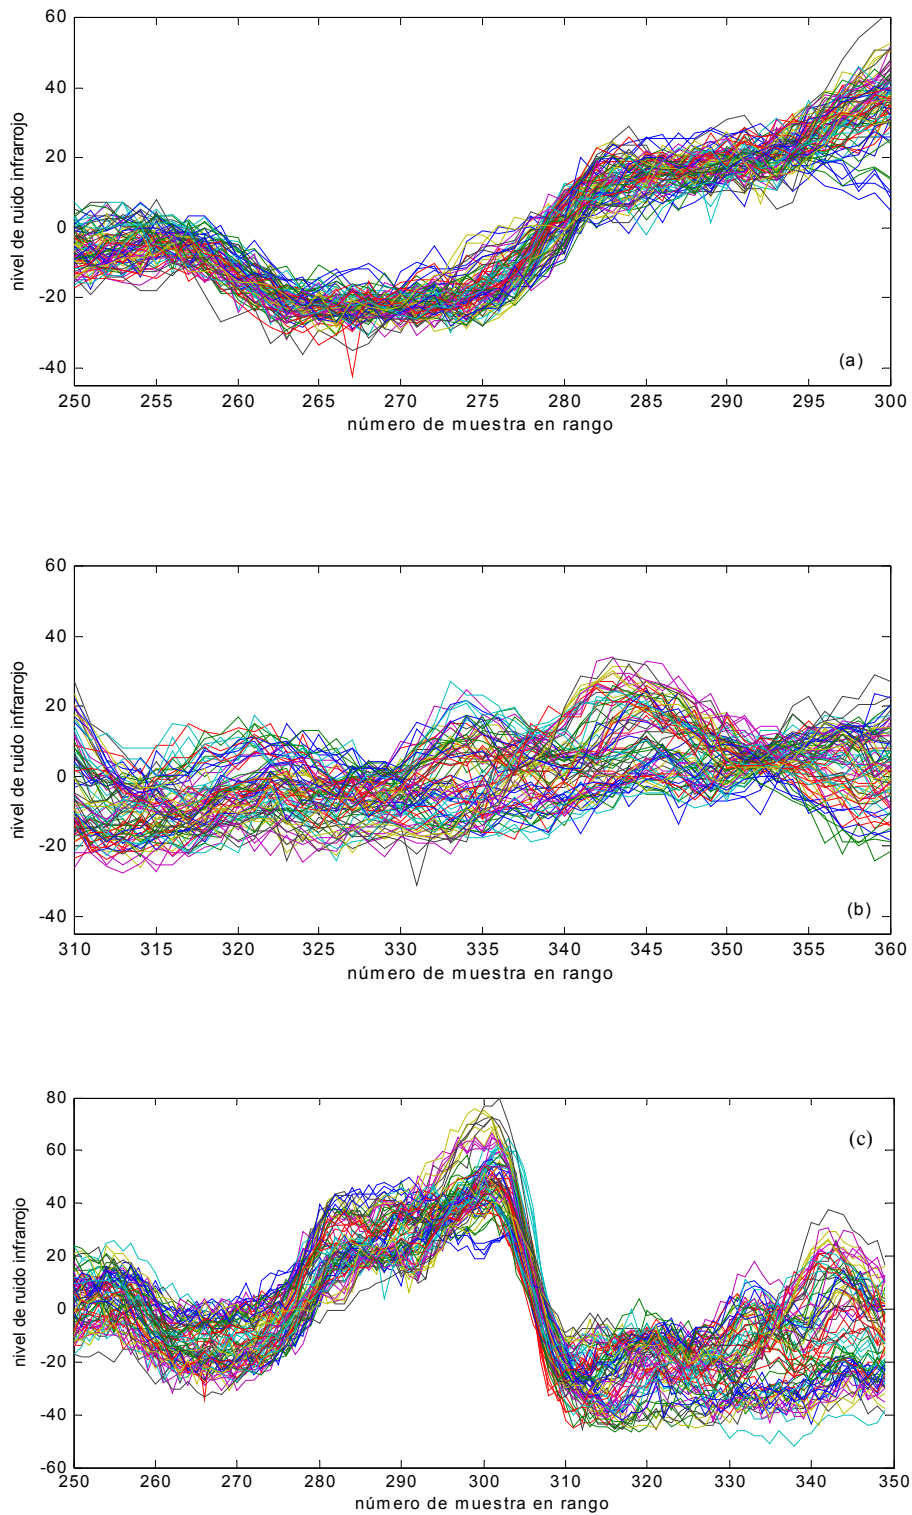 60
40
20
0
-20
-40
nivel de ruido infrarrojo
(a)
250 255 260 265 270 275 280 285 290 295 300
número de muestra en rango
60
40
20
0
-20
-40
nivel de ruido infrarrojo
(b)
310 315 320 325 330 335 340 345 350 355 360
número de muestra en rango
80
60
40
20
0
-20
-40
-60
nivel de ruido infrarrojo
(c)
250 260 270 280 290 300 310 320 330 340 350
número de muestra en rango